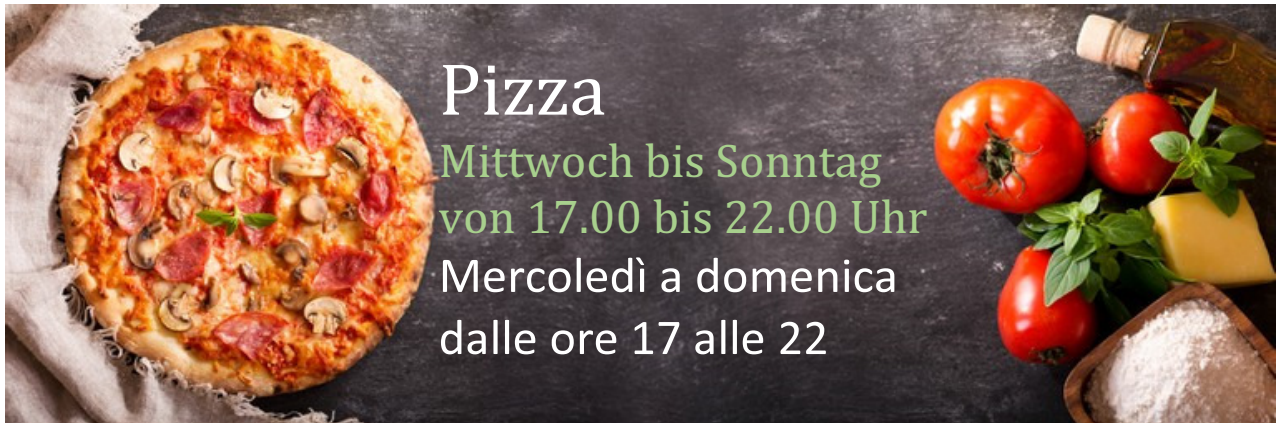 Pizza
Mittwoch bis Sonntag
von 17.00 bis 22.00 Uhr
Mercoledì a domenica
dalle ore 17 alle 22